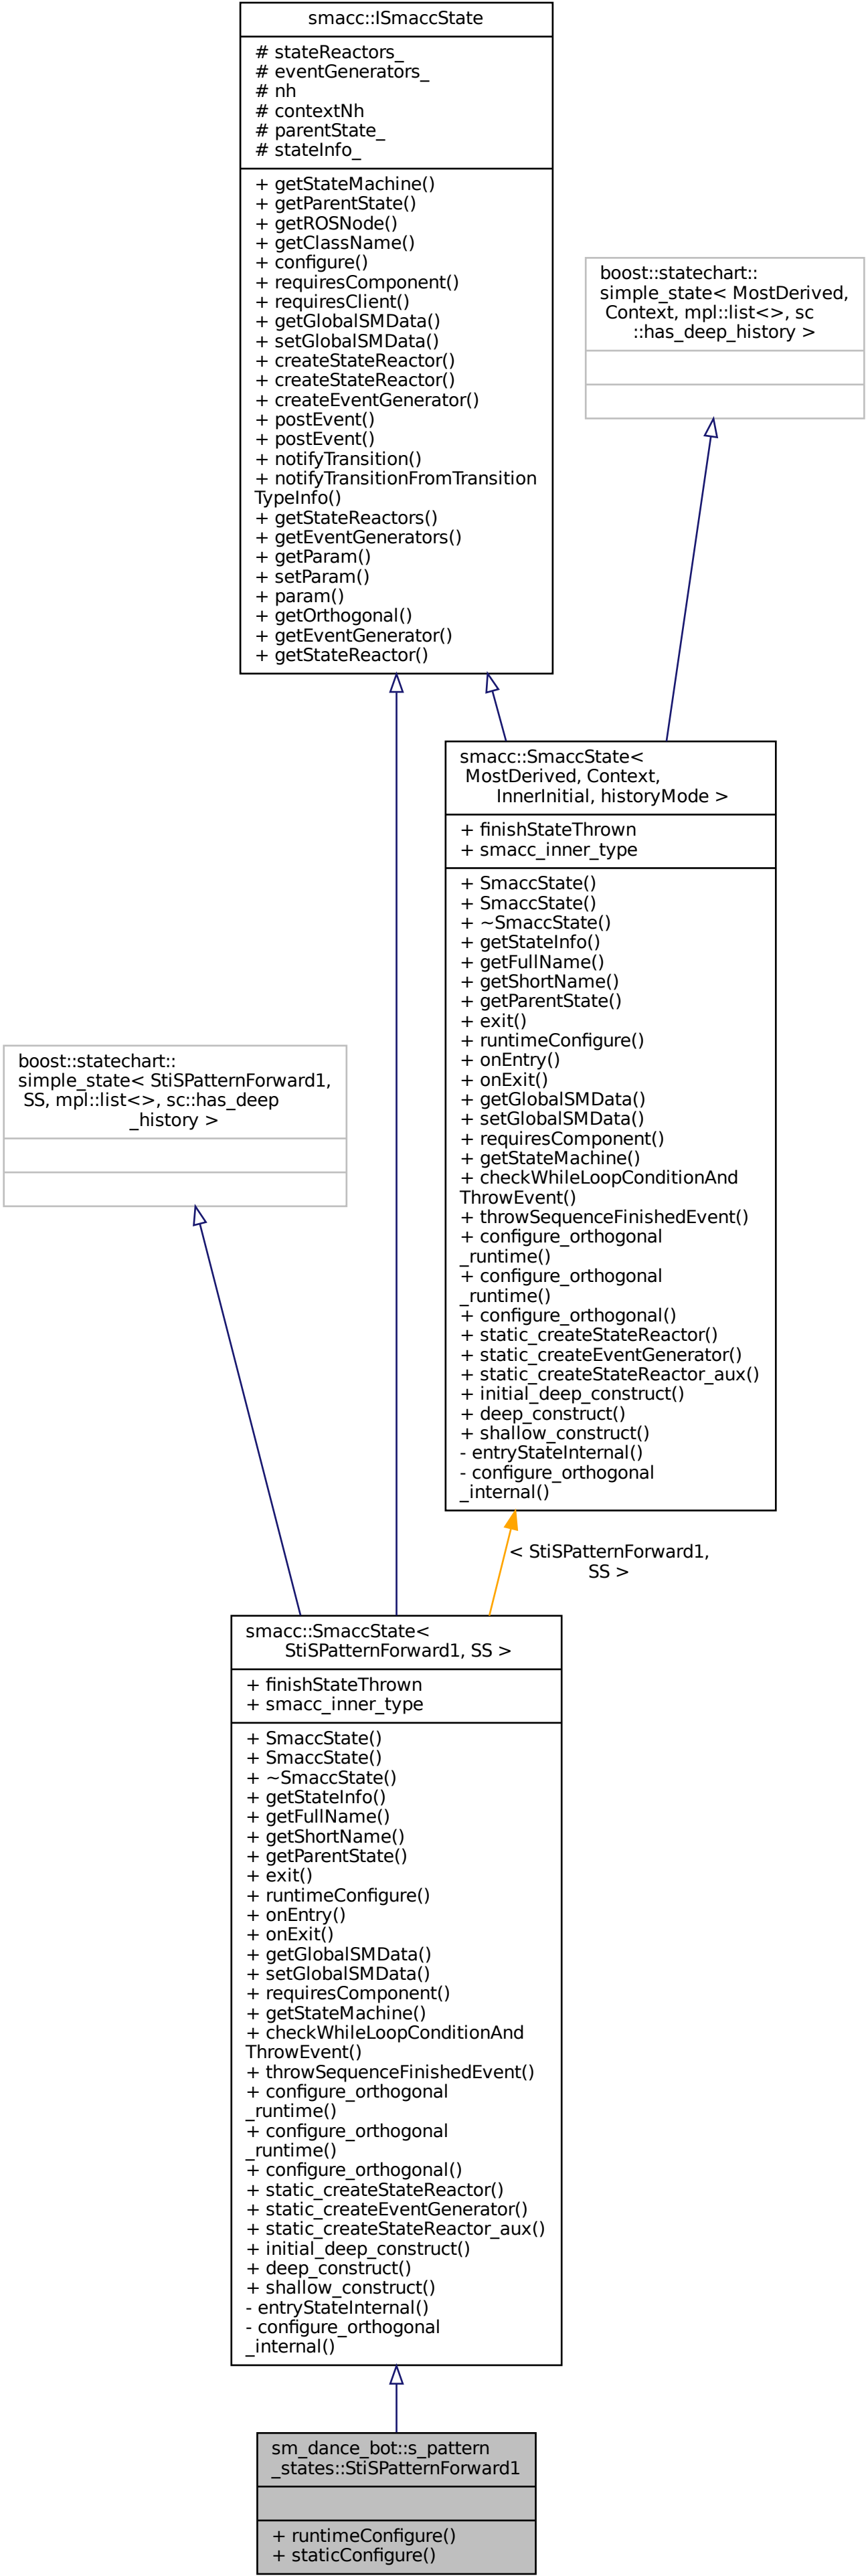 smacc::ISmaccState
# stateReactors_
# eventGenerators_
# nh
# contextNh
# parentState_
# stateInfo_
+ getStateMachine()
+ getParentState()
+ getROSNode()
+ getClassName()
+ configure()
+ requiresComponent()
+ requiresClient()
+ getGlobalSMData()
+ setGlobalSMData()
+ createStateReactor()
+ createStateReactor()
+ createEventGenerator()
+ postEvent()
+ postEvent()
+ notifyTransition()
+ notifyTransitionFromTransition
TypeInfo()
+ getStateReactors()
+ getEventGenerators()
+ getParam()
+ setParam()
+ param()
+ getOrthogonal()
+ getEventGenerator()
+ getStateReactor()
boost::statechart::
simple_state< MostDerived,
Context, mpl::list<>, sc
::has_deep_history >
smacc::SmaccState<
MostDerived, Context,
InnerInitial, historyMode >
+ finishStateThrown
+ smacc_inner_type
+ SmaccState()
+ SmaccState()
+ ~SmaccState()
+ getStateInfo()
+ getFullName()
+ getShortName()
+ getParentState()
+ exit()
+ runtimeConfigure()
+ onEntry()
+ onExit()
+ getGlobalSMData()
+ setGlobalSMData()
+ requiresComponent()
+ getStateMachine()
+ checkWhileLoopConditionAnd
ThrowEvent()
+ throwSequenceFinishedEvent()
+ configure_orthogonal
_runtime()
+ configure_orthogonal
_runtime()
+ configure_orthogonal()
+ static_createStateReactor()
+ static_createEventGenerator()
+ static_createStateReactor_aux()
+ initial_deep_construct()
+ deep_construct()
+ shallow_construct()
- entryStateInternal()
- configure_orthogonal
_internal()
boost::statechart::
simple_state< StiSPatternForward1,
SS, mpl::list<>, sc::has_deep
_history >
< StiSPatternForward1,
SS >
smacc::SmaccState<
StiSPatternForward1, SS >
+ finishStateThrown
+ smacc_inner_type
+ SmaccState()
+ SmaccState()
+ ~SmaccState()
+ getStateInfo()
+ getFullName()
+ getShortName()
+ getParentState()
+ exit()
+ runtimeConfigure()
+ onEntry()
+ onExit()
+ getGlobalSMData()
+ setGlobalSMData()
+ requiresComponent()
+ getStateMachine()
+ checkWhileLoopConditionAnd
ThrowEvent()
+ throwSequenceFinishedEvent()
+ configure_orthogonal
_runtime()
+ configure_orthogonal
_runtime()
+ configure_orthogonal()
+ static_createStateReactor()
+ static_createEventGenerator()
+ static_createStateReactor_aux()
+ initial_deep_construct()
+ deep_construct()
+ shallow_construct()
- entryStateInternal()
- configure_orthogonal
_internal()
sm_dance_bot::s_pattern
_states::StiSPatternForward1
+ runtimeConfigure()
+ staticConfigure()